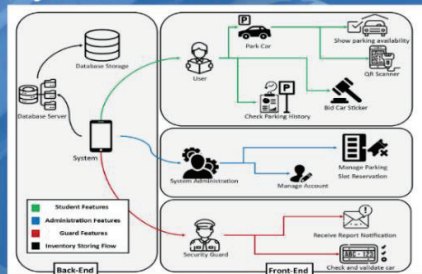 Database Storage
Database Server
System
Student Features
Administration Features
Guard Features
Inventory Storing Flow
Back-End
P
Park Car
Show parking availability
User
QR Scanner
P
Check Parking History
Bid Car Sticker
System Administration
Manage Parking
Slot Reservation
Manage Account
Security Guard
Receive Report Notification
Check and validate car
Front-End